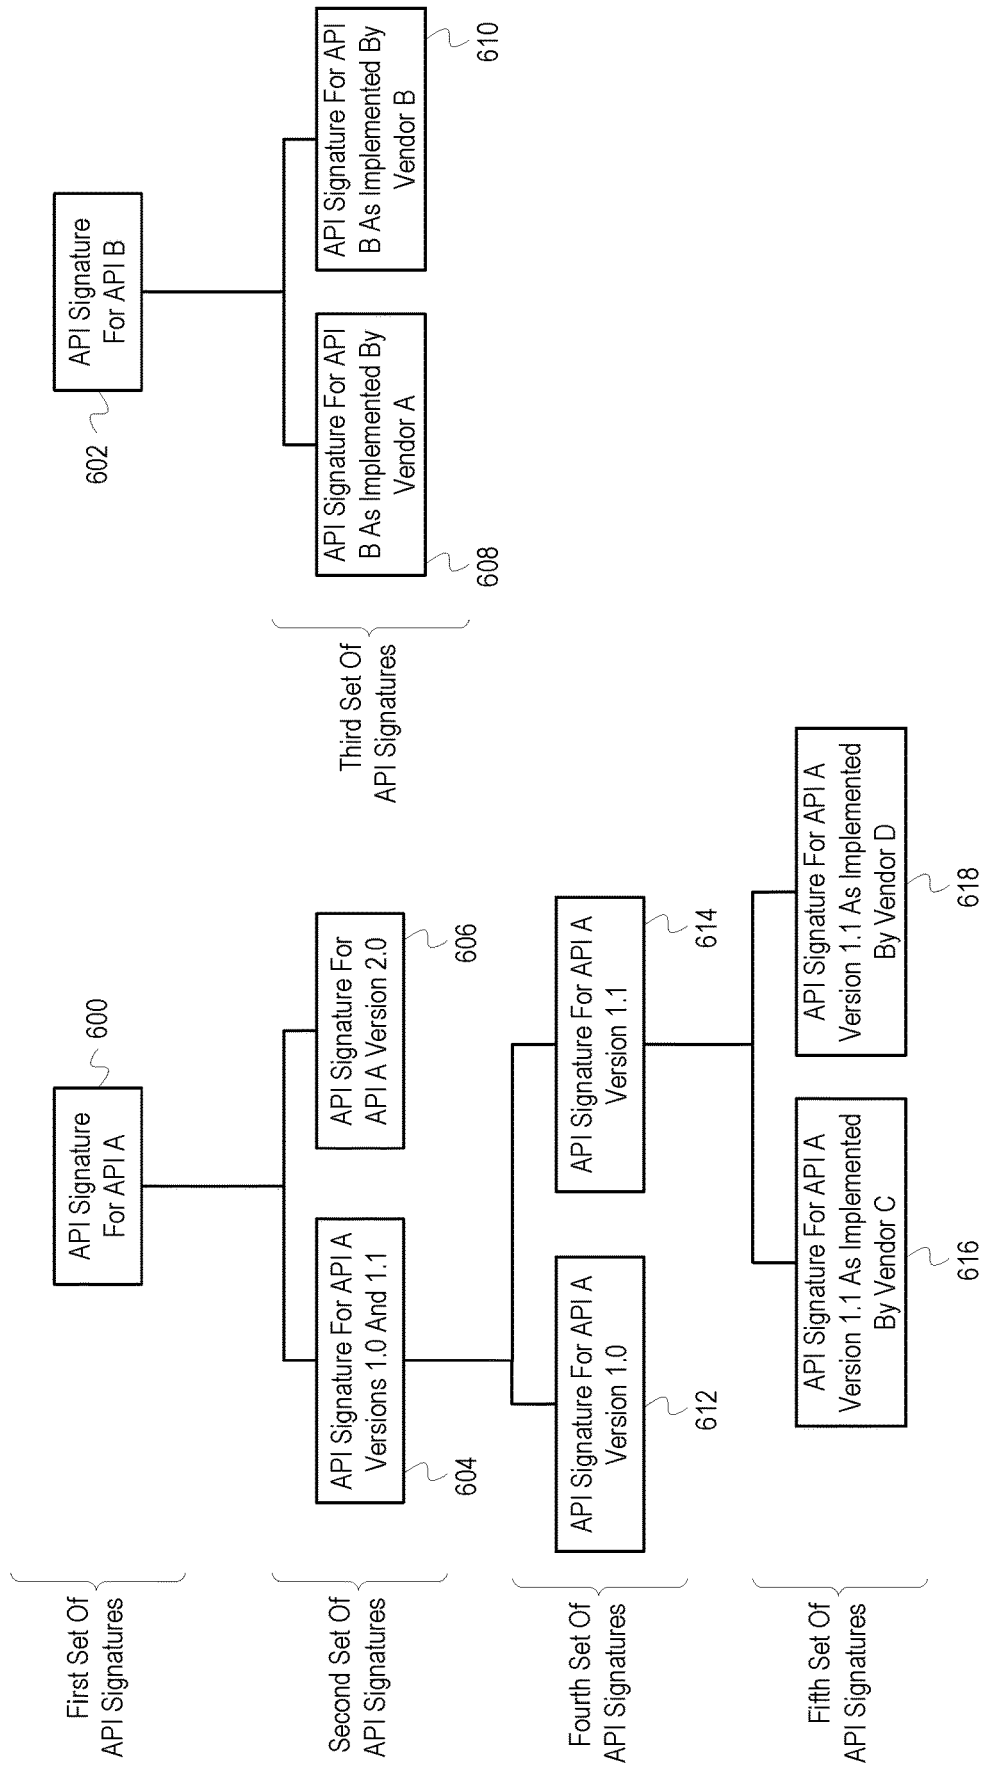 First Set Of
API Signatures
API Signature
For API A
600
API Signature
For API B
602
Second Set Of
API Signatures
API Signature For API A
Versions 1.0 And 1.1
604
API Signature For
API A Version 2.0
606
Third Set Of
API Signatures
API Signature For API
B As Implemented By
Vendor A
608
API Signature For API
B As Implemented By
Vendor B
610
Fourth Set Of
API Signatures
API Signature For API A
Version 1.0
612
API Signature For API A
Version 1.1
614
Fifth Set Of
API Signatures
API Signature For API A
Version 1.1 As Implemented
By Vendor C
616
API Signature For API A
Version 1.1 As Implemented
By Vendor D
618